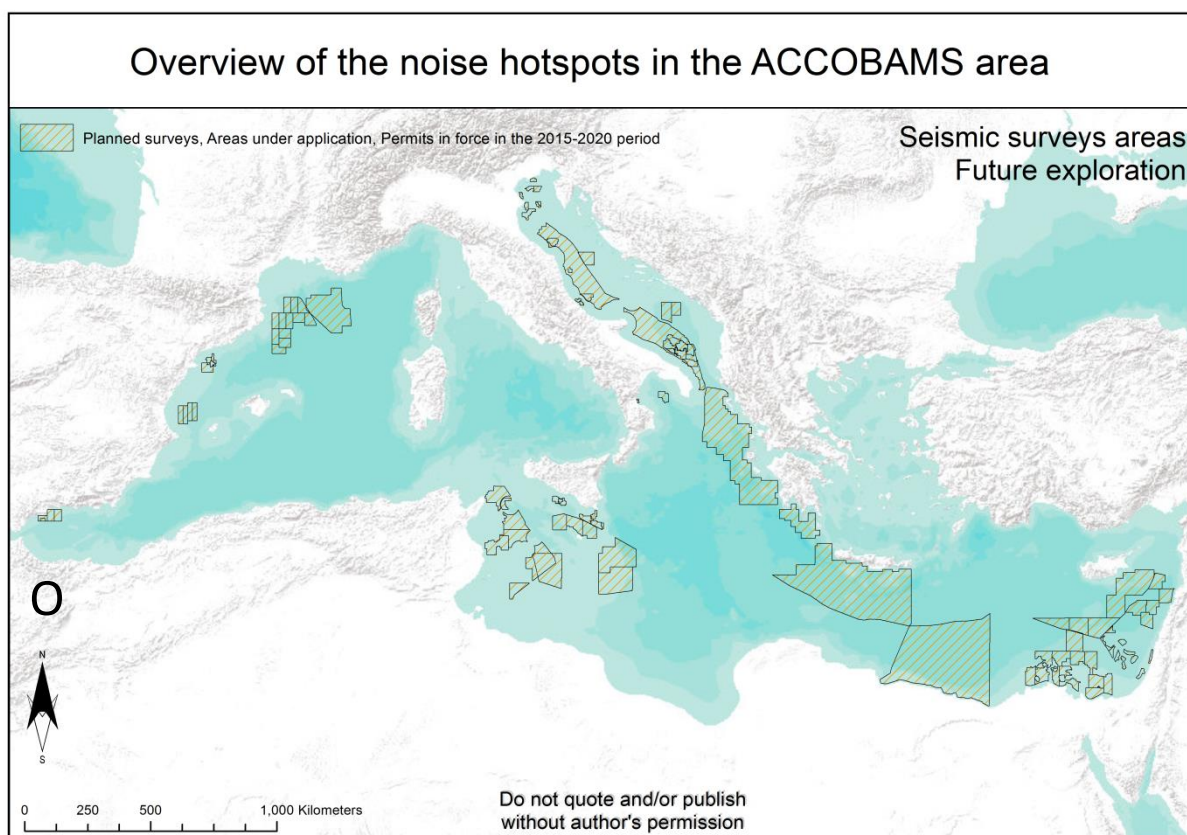 Overview of the noise hotspots in the ACCOBAMS area
Planned surveys, Areas under application, Permits in force in the 2015-2020 period
Seismic surveys areas
Future exploration
O
N
S
0 250 500 1,000 Kilometers
Do not quote and/or publish
without author's permission